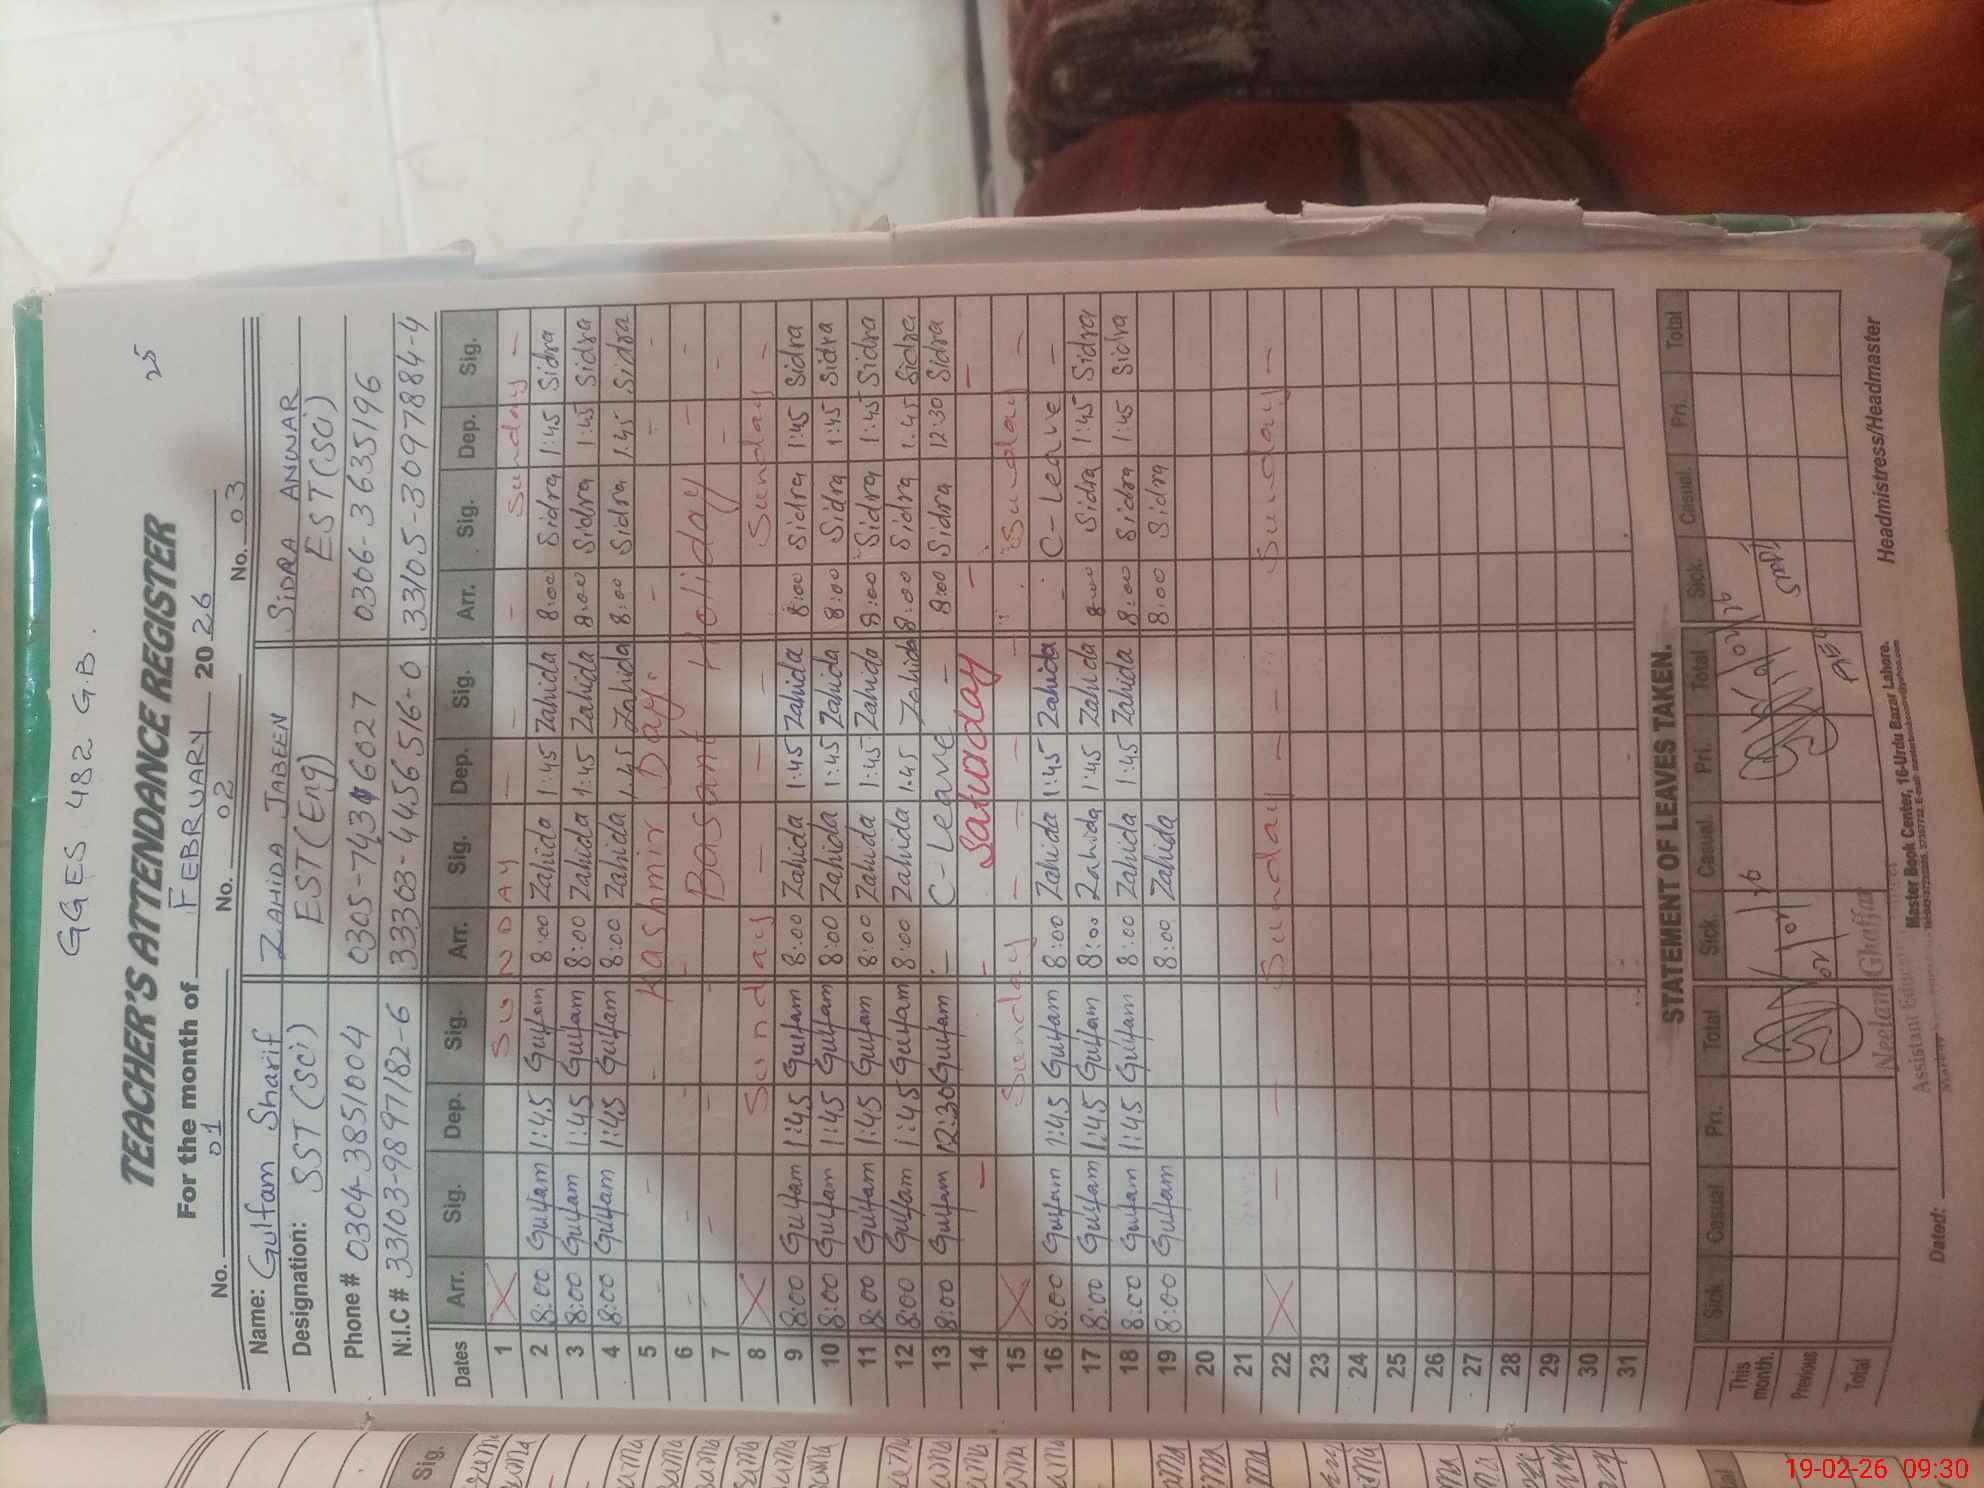 25
GGES 482 G.B.
TEACHER'S ATTENDANCE REGISTER
For the month of FEBRUARY 2026
No. 01 No. 02 No. 03
Name: Gulfam Sharif ZAHIDA JABEEN SIDRA ANWAR
Designation: SST (Sci) EST (Eng) EST (Sci)
Phone # 0304-3851004 0305-7436027 0306-3635196
N.I.C # 33103-9897182-6 33303-4456516-0 33105-3097884-4
Dates Arr. Sig. Dep. Sig. Arr. Sig. Dep. Sig. Arr. Sig. Dep. Sig.
1 X SUNDAY - - - Sunday -
2 8:00 Gulfam 1:45 Gulfam 8:00 Zahida 1:45 Zahida 8:00 Sidra 1:45 Sidra
3 8:00 Gulfam 1:45 Gulfam 8:00 Zahida 1:45 Zahida 8:00 Sidra 1:45 Sidra
4 8:00 Gulfam 1:45 Gulfam 8:00 Zahida 1:45 Zahida 8:00 Sidra 1:45 Sidra
5 - - - Kashmir Day. - - -
6 - - - Basant Holiday - -
7 - - - -
8 X Sunday - - - Sunday -
9 8:00 Gulfam 1:45 Gulfam 8:00 Zahida 1:45 Zahida 8:00 Sidra 1:45 Sidra
10 8:00 Gulfam 1:45 Gulfam 8:00 Zahida 1:45 Zahida 8:00 Sidra 1:45 Sidra
11 8:00 Gulfam 1:45 Gulfam 8:00 Zahida 1:45 Zahida 8:00 Sidra 1:45 Sidra
12 8:00 Gulfam 1:45 Gulfam 8:00 Zahida 1:45 Zahida 8:00 Sidra 1:45 Sidra
13 8:00 Gulfam 12:30 Gulfam - C-Leave - 8:00 Sidra 12:30 Sidra
14 - - Saturday - - -
15 X Sunday - - - - Sunday -
16 8:00 Gulfam 1:45 Gulfam 8:00 Zahida 1:45 Zahida - C-Leave -
17 8:00 Gulfam 1:45 Gulfam 8:00 Zahida 1:45 Zahida 8:00 Sidra 1:45 Sidra
18 8:00 Gulfam 1:45 Gulfam 8:00 Zahida 1:45 Zahida 8:00 Sidra 1:45 Sidra
19 8:00 Gulfam 8:00 Zahida 8:00 Sidra
20
21
22 X - - Sunday - - - Sunday -
23
24
25
26
27
28
29
30
31
STATEMENT OF LEAVES TAKEN.
Sick Casual Pri. Total Sick. Casual. Pri. Total Sick. Casual. Pri. Total
This month.
Previous
Total
Neelam Ghaffar
Master Book Center, 16-Urdu Bazar Lahore.
Dated: Headmistress/Headmaster
Sig.
19-02-26 09:30